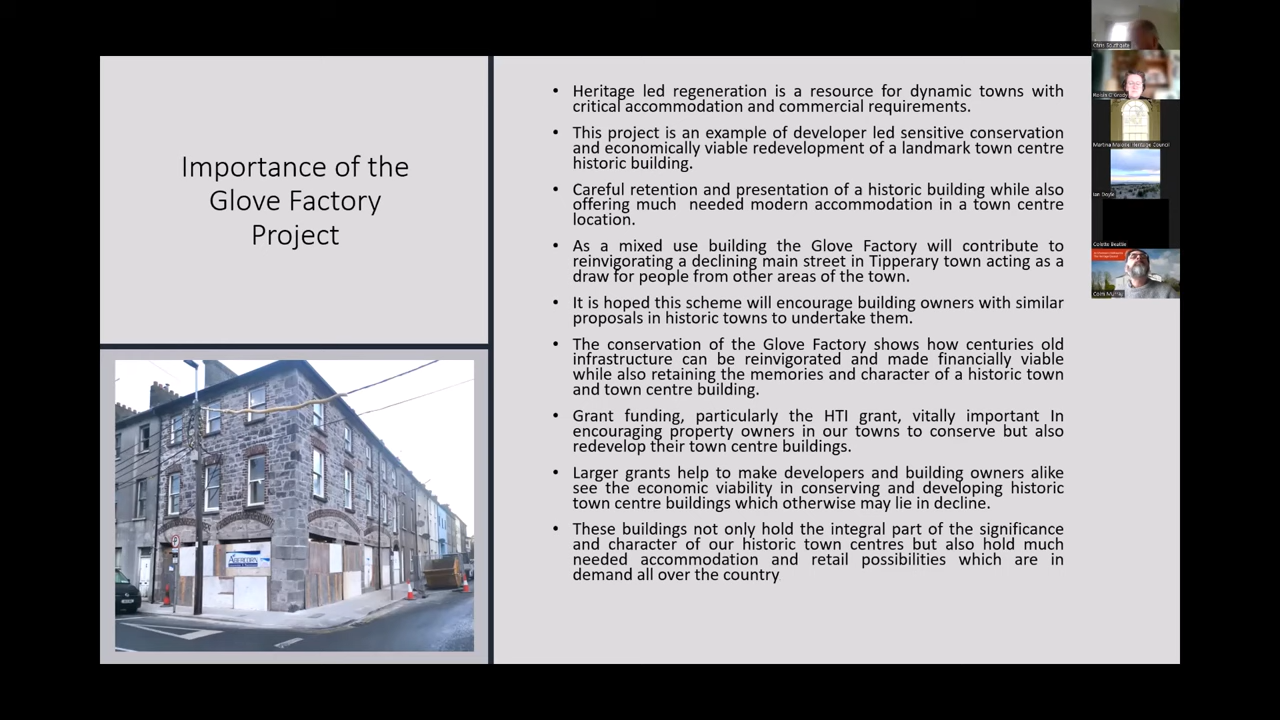 Importance of the
Glove Factory
Project
• Heritage led regeneration is a resource for dynamic towns with
critical accommodation and commercial requirements.
• This project is an example of developer led sensitive conservation
and economically viable redevelopment of a landmark town centre
historic building.
• Careful retention and presentation of a historic building while also
offering much needed modern accommodation in a town centre
location.
• As a mixed use building the Glove Factory will contribute to
reinvigorating a declining main street in Tipperary town acting as a
draw for people from other areas of the town.
• It is hoped this scheme will encourage building owners with similar
proposals in historic towns to undertake them.
• The conservation of the Glove Factory shows how centuries old
infrastructure can be reinvigorated and made financially viable
while also retaining the memories and character of a historic town
and town centre building.
• Grant funding, particularly the HTI grant, vitally important In
encouraging property owners in our towns to conserve but also
redevelop their town centre buildings.
• Larger grants help to make developers and building owners alike
see the economic viability in conserving and developing historic
town centre buildings which otherwise may lie in decline.
• These buildings not only hold the integral part of the significance
and character of our historic town centres but also hold much
needed accommodation and retail possibilities which are in
demand all over the country
ABERCORN
Chris Southgate
Roisin O'Grady
Heritage Council
Ian Doyle
Colette Beattie
Colm Murray